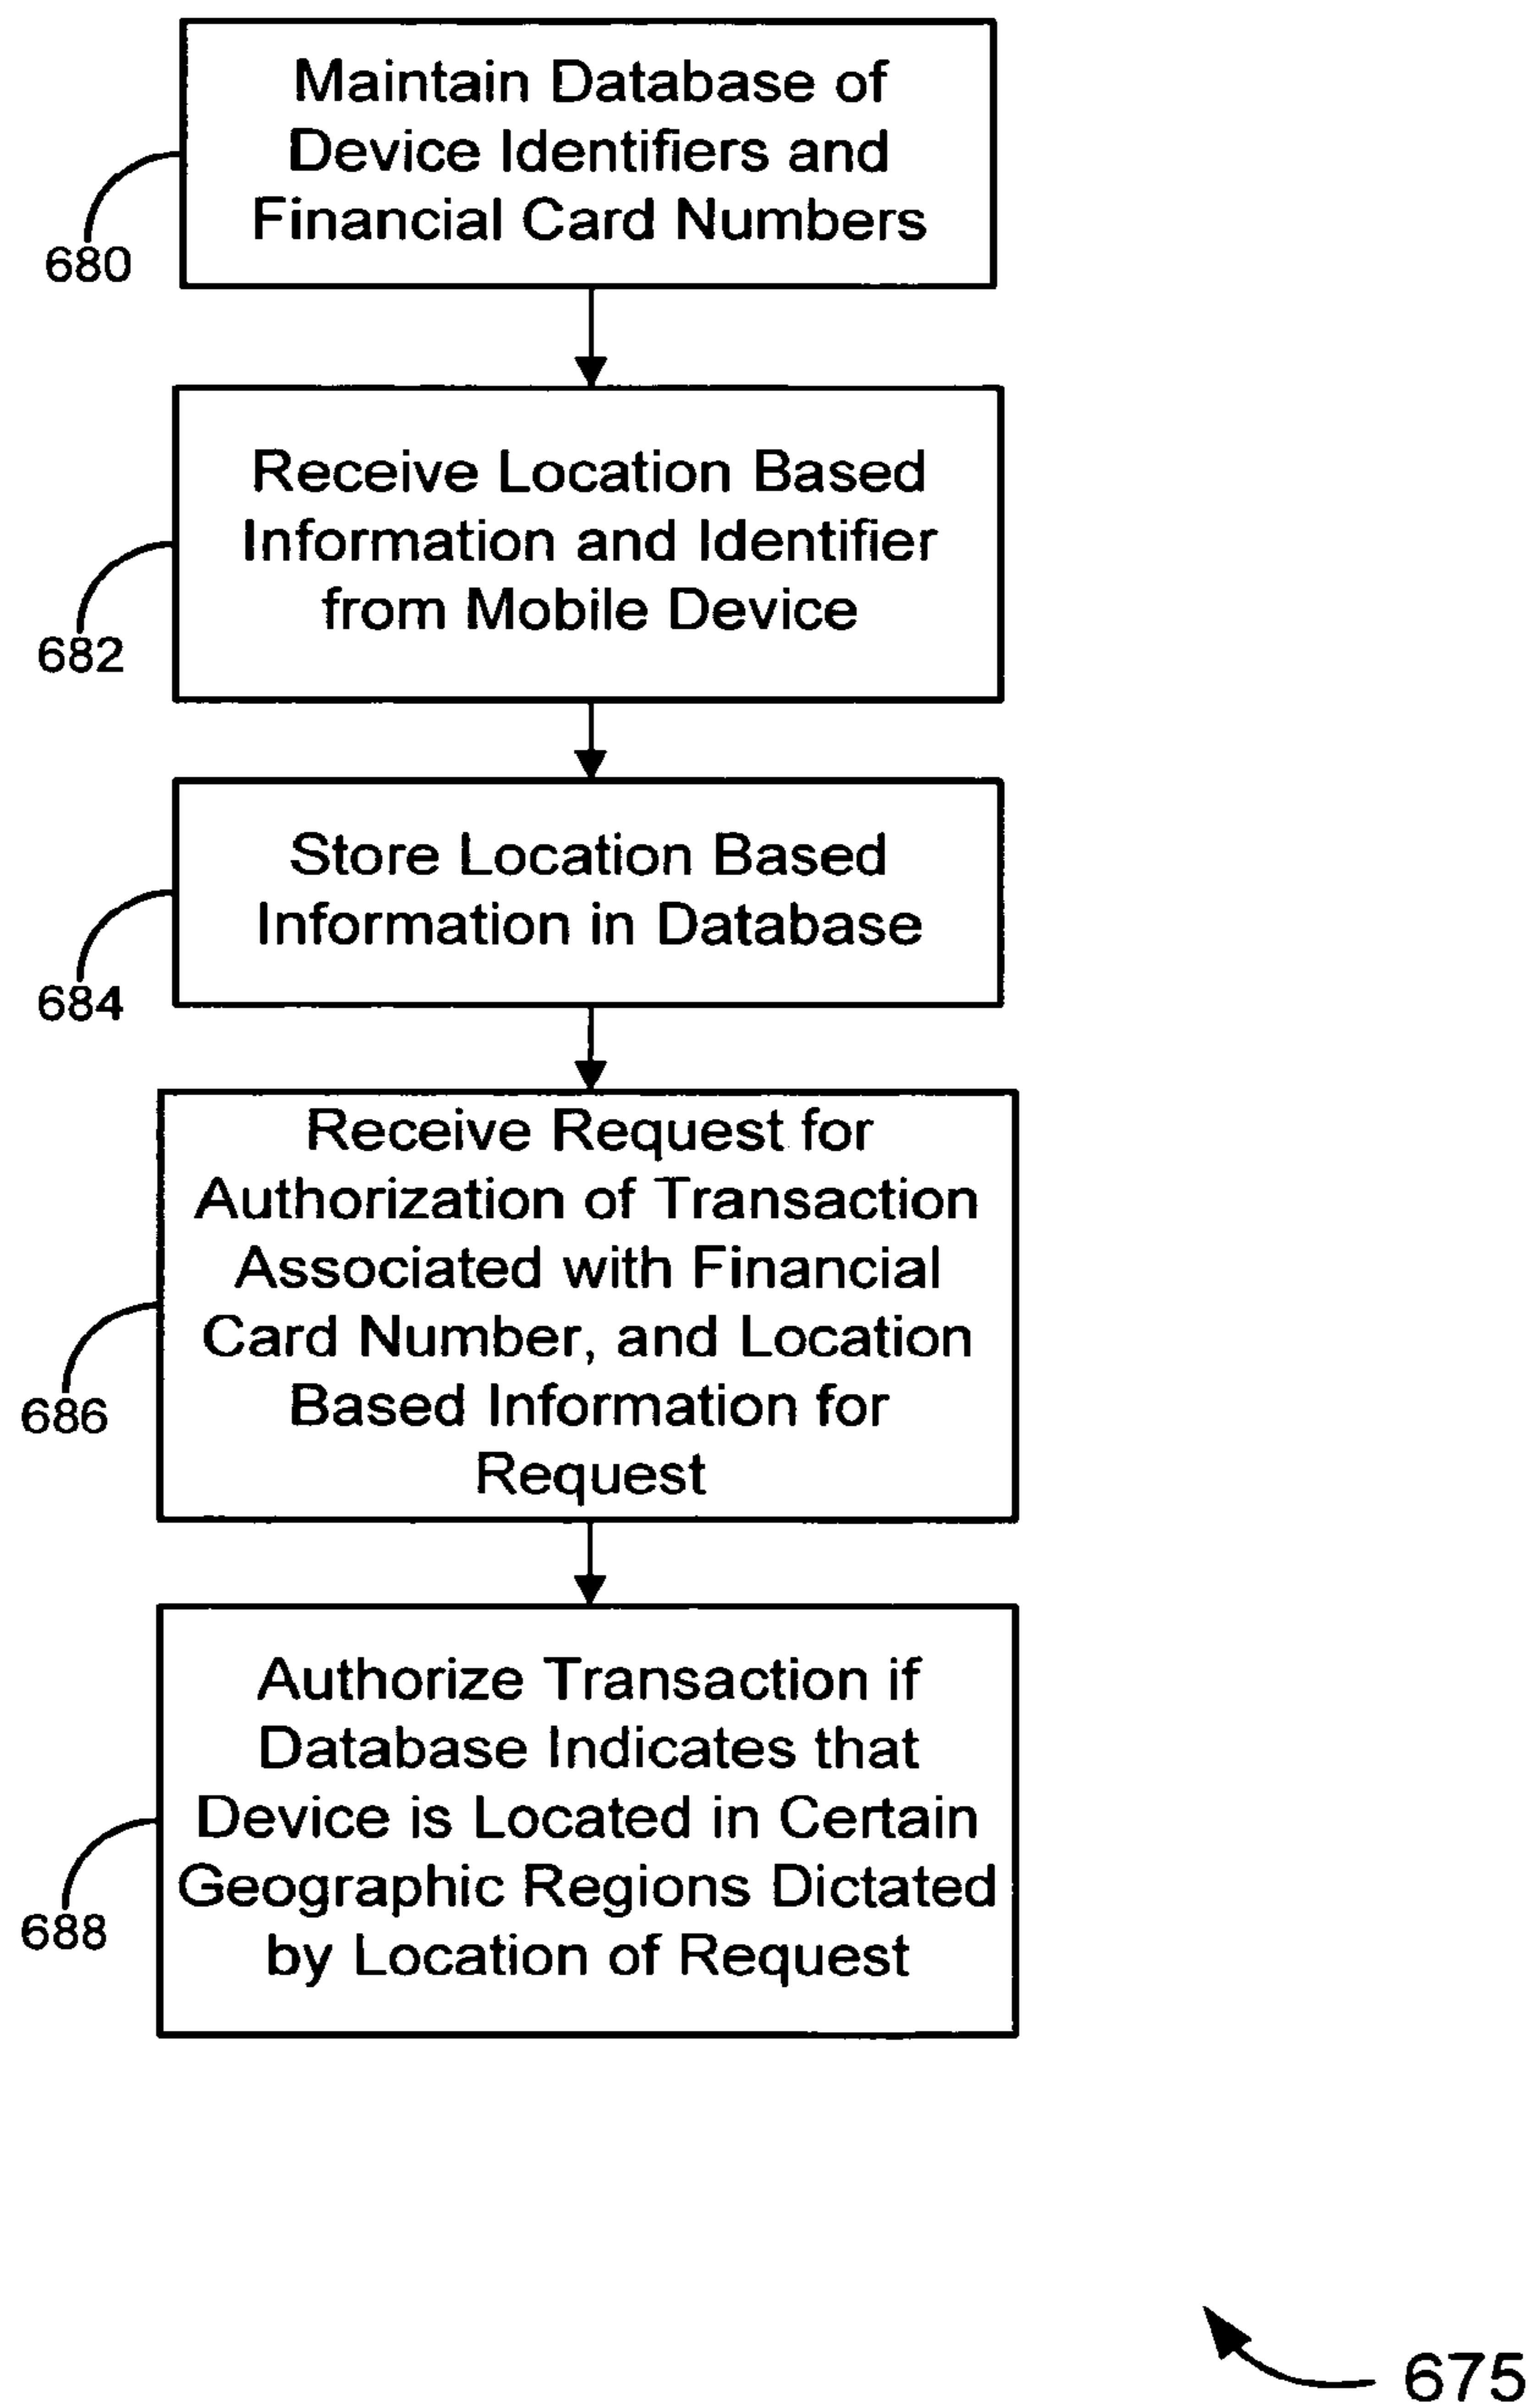 Maintain Database of
Device Identifiers and
Financial Card Numbers
680
Receive Location Based
Information and Identifier
from Mobile Device
682
Store Location Based
Information in Database
684
Receive Request for
Authorization of Transaction
Associated with Financial
Card Number, and Location
Based Information for
Request
686
Authorize Transaction if
Database Indicates that
Device is Located in Certain
Geographic Regions Dictated
by Location of Request
688
675